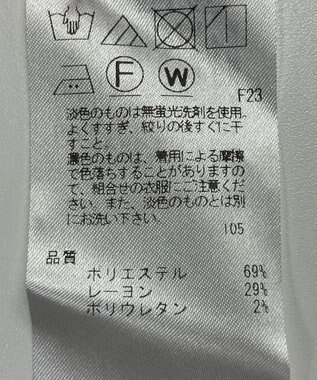 F W
F23
淡色のものは無蛍光洗剤を使用。
よくすすぎ、絞りの後すぐに干
すこと。
濃色のものは、着用による摩擦
で色落ちすることがありますの
で、組合せの衣服にご注意くだ
さい。また、淡色のものとは別
にお洗い下さい。
105
品質
ポリエステル 69%
レーヨン 29%
ポリウレタン 2%